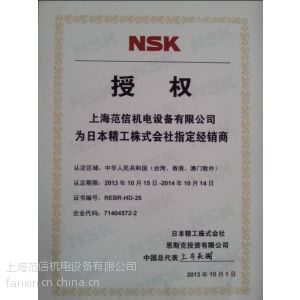 NSK
授 权
上海范信机电设备有限公司
为日本精工株式会社指定经销商
认定区域：中华人民共和国（台湾、香港、澳门除外）
认定期限：2013 年 10 月 15 日-2014 年 10 月 14 日
证书编号：REBR-HD-25
企业代码：71404572-2
日本精工株式会社
恩斯克投资有限公司
中国总代表
2013 年 10 月 1 日
上海范信机电设备有限公司
fanxin.cn.china.cn